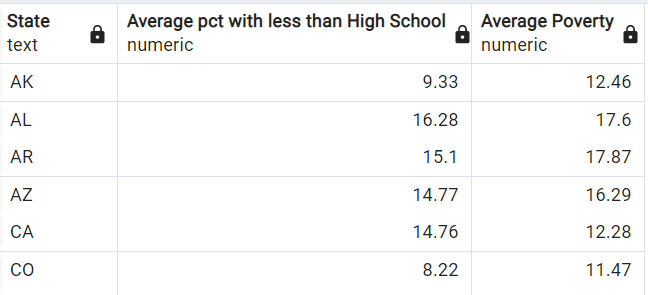 State Average pct with less than High School Average Poverty
text numeric numeric
AK 9.33 12.46
AL 16.28 17.6
AR 15.1 17.87
AZ 14.77 16.29
CA 14.76 12.28
CO 8.22 11.47